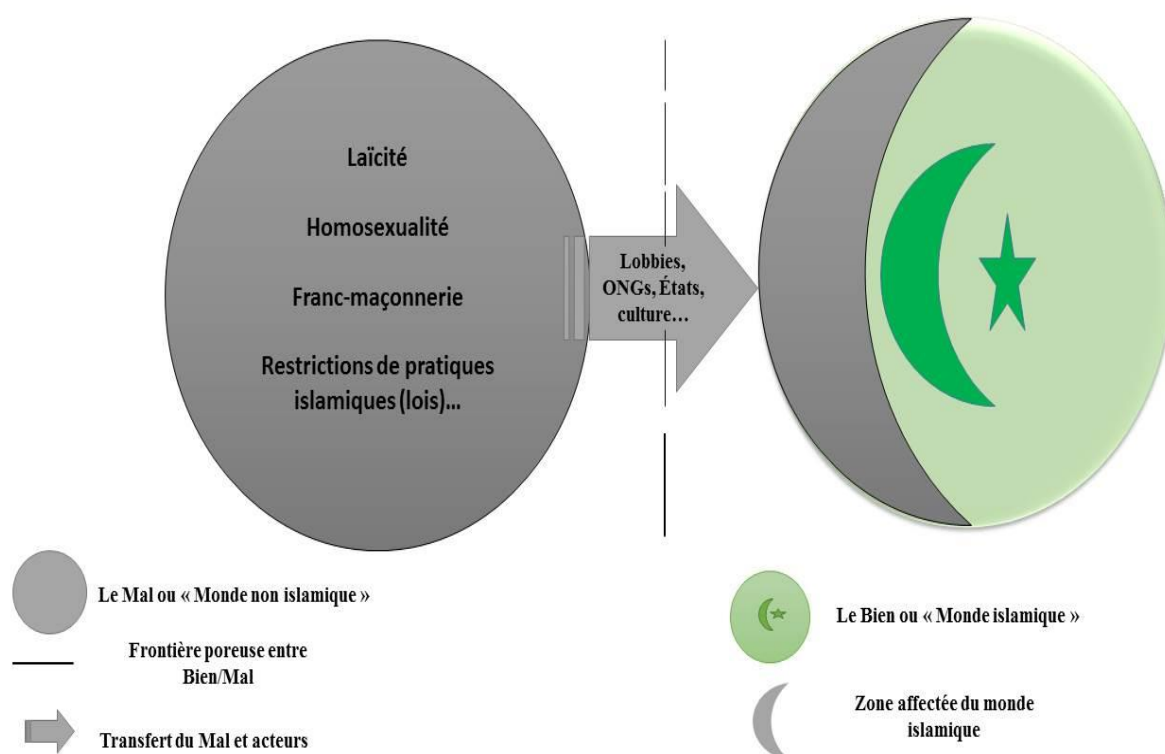 Laïcité
Homosexualité
Franc-maçonnerie
Restrictions de pratiques
islamiques (lois)...
Lobbies,
ONGs, États,
culture…
Le Mal ou « Monde non islamique »
Frontière poreuse entre
Bien/Mal
Transfert du Mal et acteurs
Le Bien ou « Monde islamique »
Zone affectée du monde
islamique